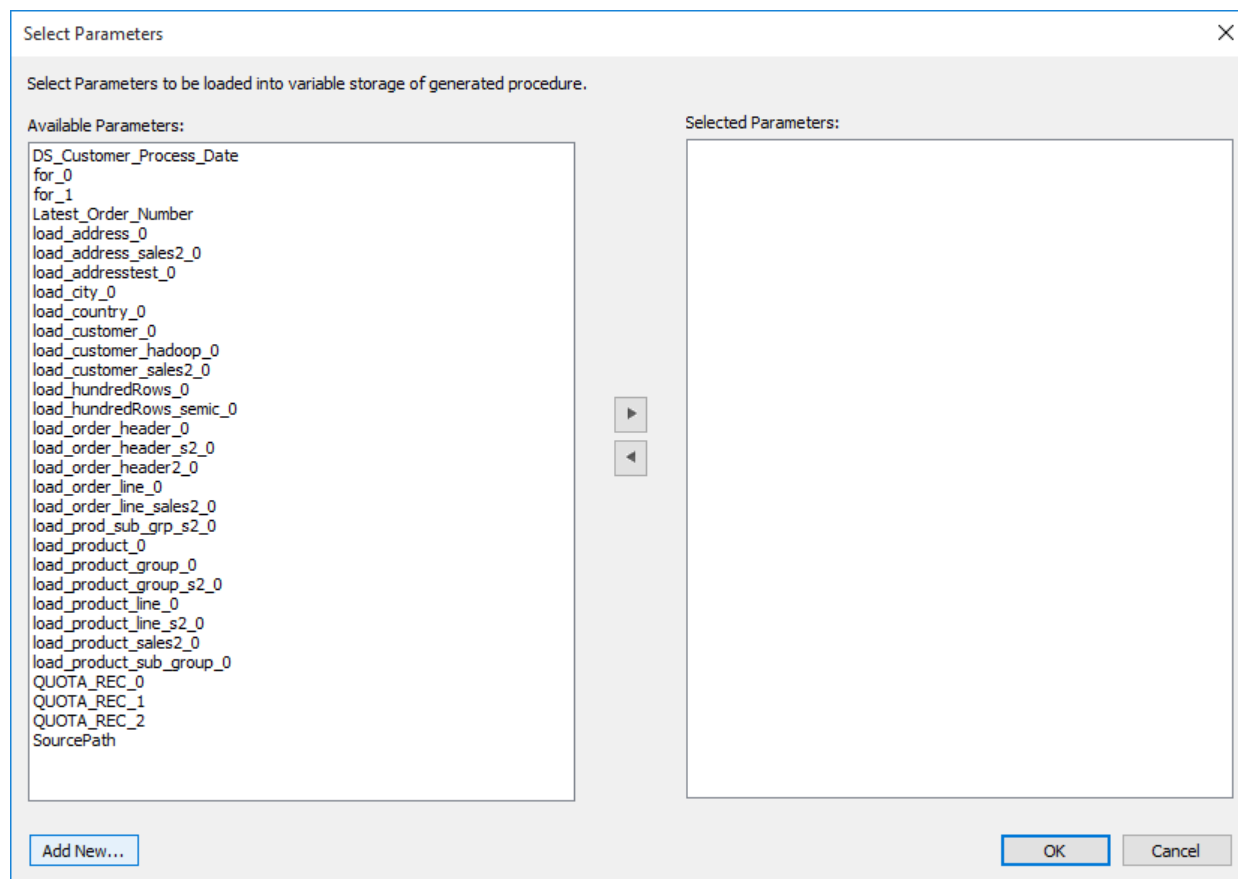 Select Parameters
Select Parameters to be loaded into variable storage of generated procedure.
Available Parameters:
DS_Customer_Process_Date
for_0
for_1
Latest_Order_Number
load_address_0
load_address_sales2_0
load_addresstest_0
load_city_0
load_country_0
load_customer_0
load_customer_hadoop_0
load_customer_sales2_0
load_hundredRows_0
load_hundredRows_semic_0
load_order_header_0
load_order_header_s2_0
load_order_header2_0
load_order_line_0
load_order_line_sales2_0
load_prod_sub_grp_s2_0
load_product_0
load_product_group_0
load_product_group_s2_0
load_product_line_0
load_product_line_s2_0
load_product_sales2_0
load_product_sub_group_0
QUOTA_REC_0
QUOTA_REC_1
QUOTA_REC_2
SourcePath
Selected Parameters:
Add New...
OK
Cancel